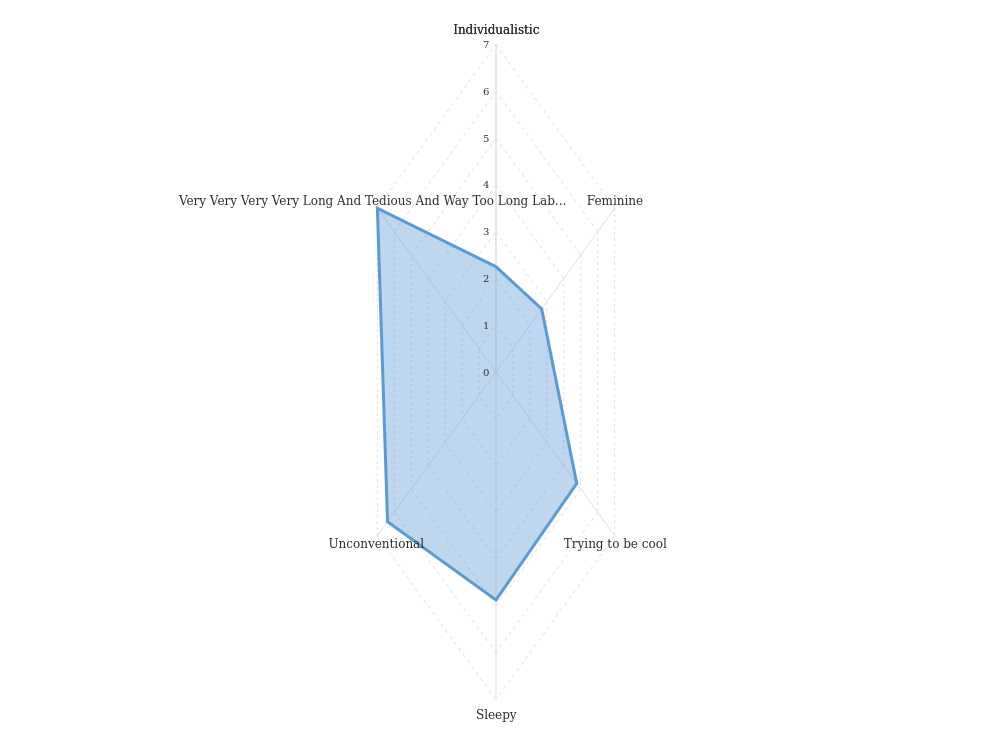 Individualistic
7
6
5
4
Very Very Very Very Long And Tedious And Way Too Long Lab...
Feminine
3
2
1
0
Unconventional
Trying to be cool
Sleepy